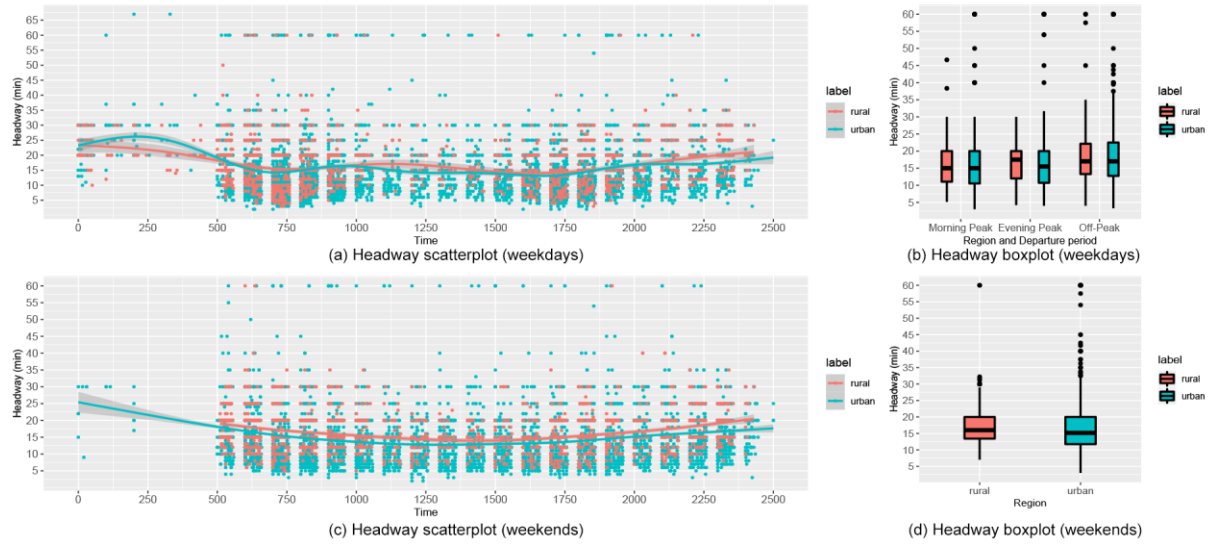 Headway (min)
65
60
55
50
45
40
35
30
25
20
15
10
5
0 250 500 750 1000 1250 1500 1750 2000 2250 2500
Time
label
rural
urban
(a) Headway scatterplot (weekdays)
Headway (min)
60
55
50
45
40
35
30
25
20
15
10
5
Morning Peak Evening Peak Off-Peak
Region and Departure period
label
rural
urban
(b) Headway boxplot (weekdays)
Headway (min)
60
55
50
45
40
35
30
25
20
15
10
5
0 250 500 750 1000 1250 1500 1750 2000 2250 2500
Time
label
rural
urban
(c) Headway scatterplot (weekends)
Headway (min)
60
55
50
45
40
35
30
25
20
15
10
5
rural urban
Region
label
rural
urban
(d) Headway boxplot (weekends)